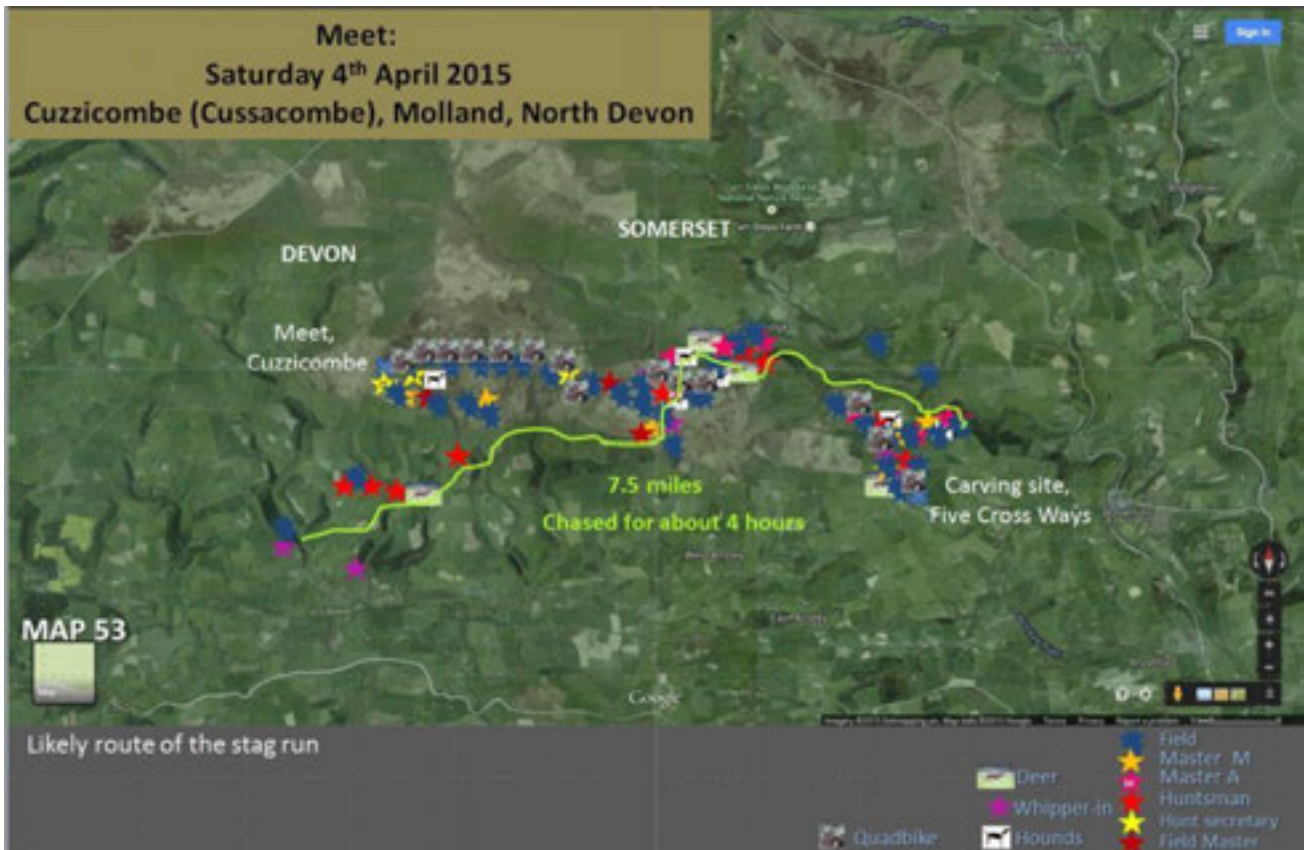 Meet:
Saturday 4th April 2015
Cuzzicombe (Cussacombe), Molland, North Devon
Sign in
SOMERSET
DEVON
Meet,
Cuzzicombe
7.5 miles
Chased for about 4 hours
Carving site,
Five Cross Ways
MAP 53
Google
Likely route of the stag run
Deer
Whipper-in
Quadbike
Hounds
Field
Master M
Master A
Huntsman
Hunt secretary
Field Master